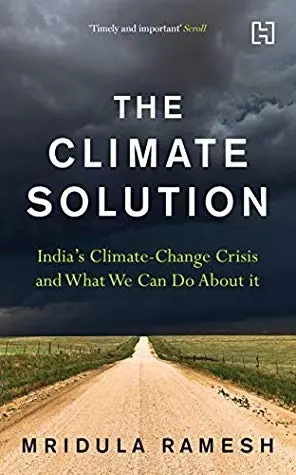 'Timely and important' Scroll
THE
CLIMATE
SOLUTION
India's Climate-Change Crisis
and What We Can Do About it
MRIDULA RAMESH